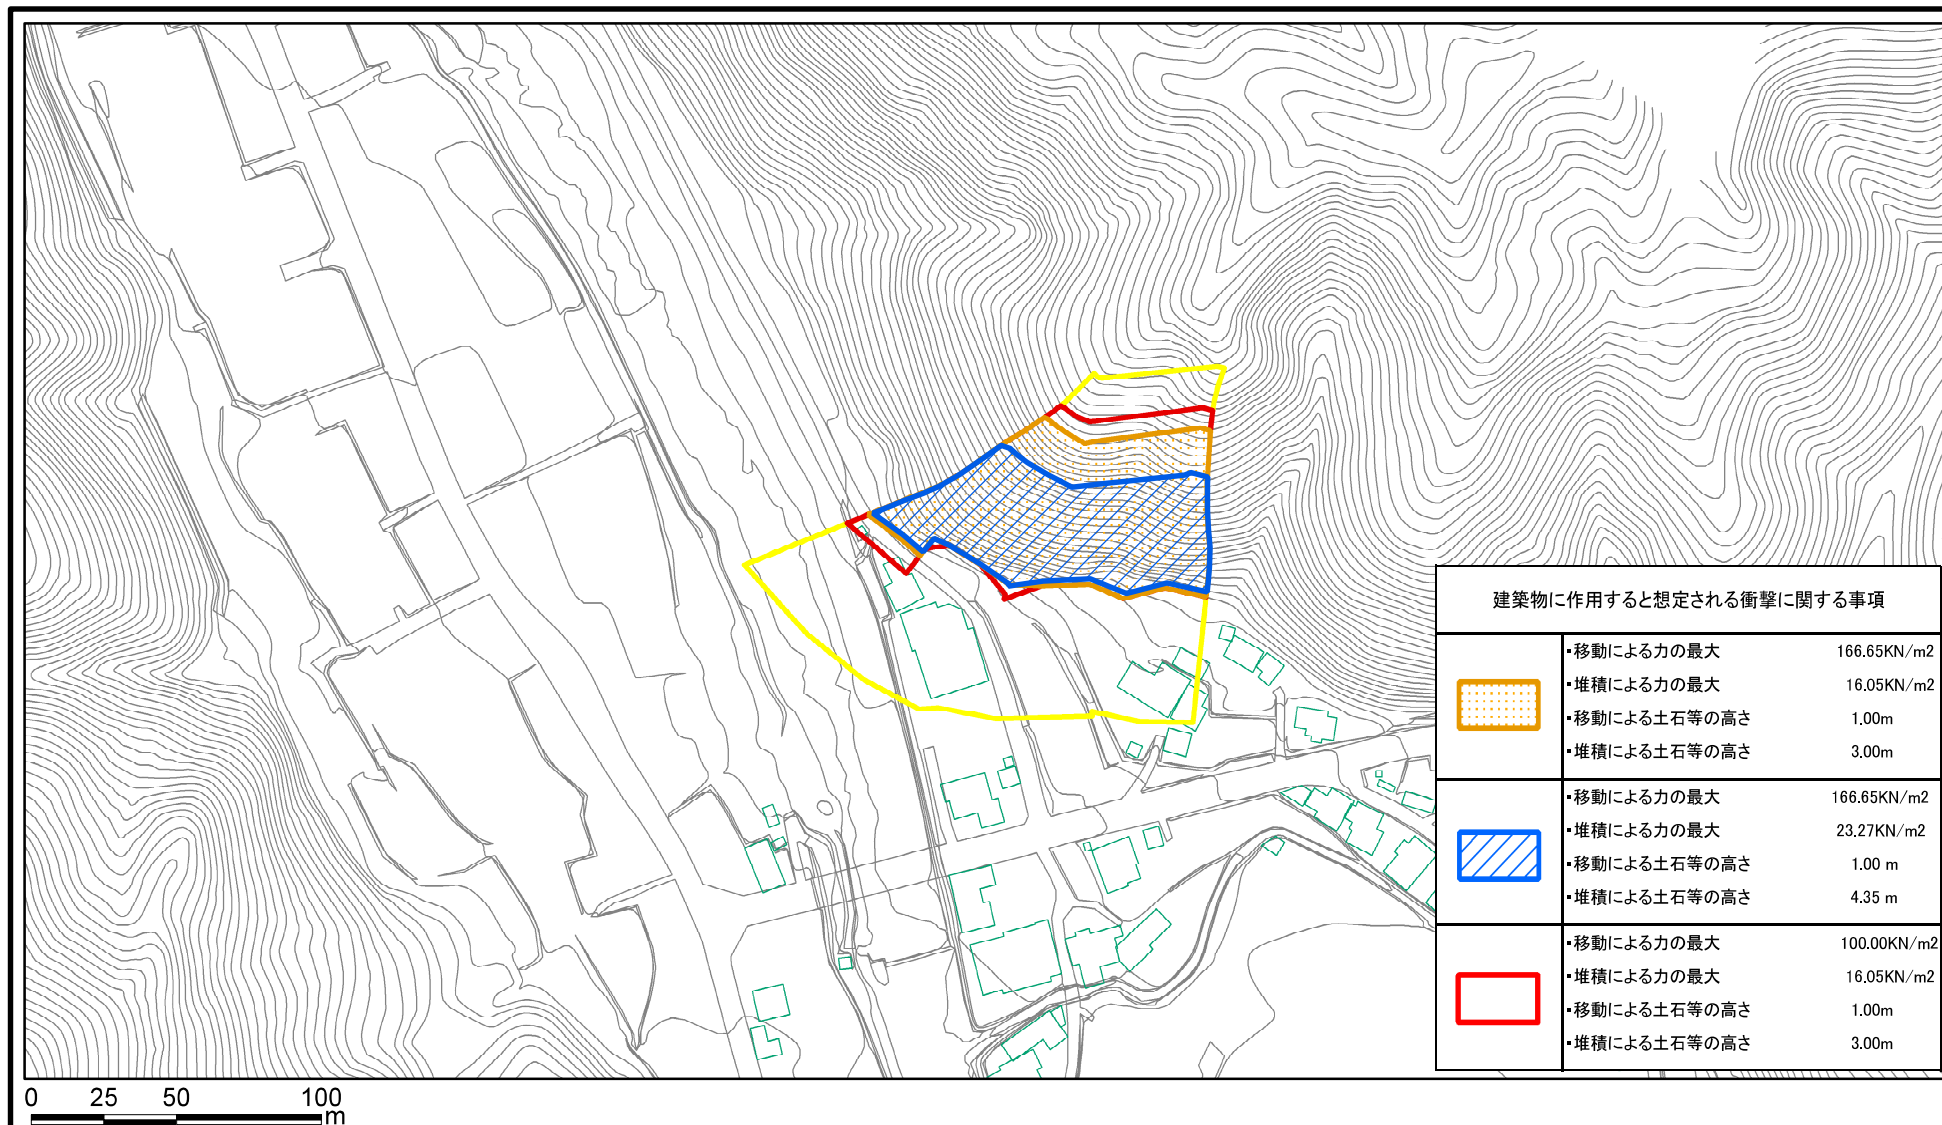 建築物に作用すると想定される衝撃に関する事項
・移動による力の最大 166.65KN/m2
・堆積による力の最大 16.05KN/m2
・移動による土石等の高さ 1.00m
・堆積による土石等の高さ 3.00m
・移動による力の最大 166.65KN/m2
・堆積による力の最大 23.27KN/m2
・移動による土石等の高さ 1.00 m
・堆積による土石等の高さ 4.35 m
・移動による力の最大 100.00KN/m2
・堆積による力の最大 16.05KN/m2
・移動による土石等の高さ 1.00m
・堆積による土石等の高さ 3.00m
0 25 50 100
m